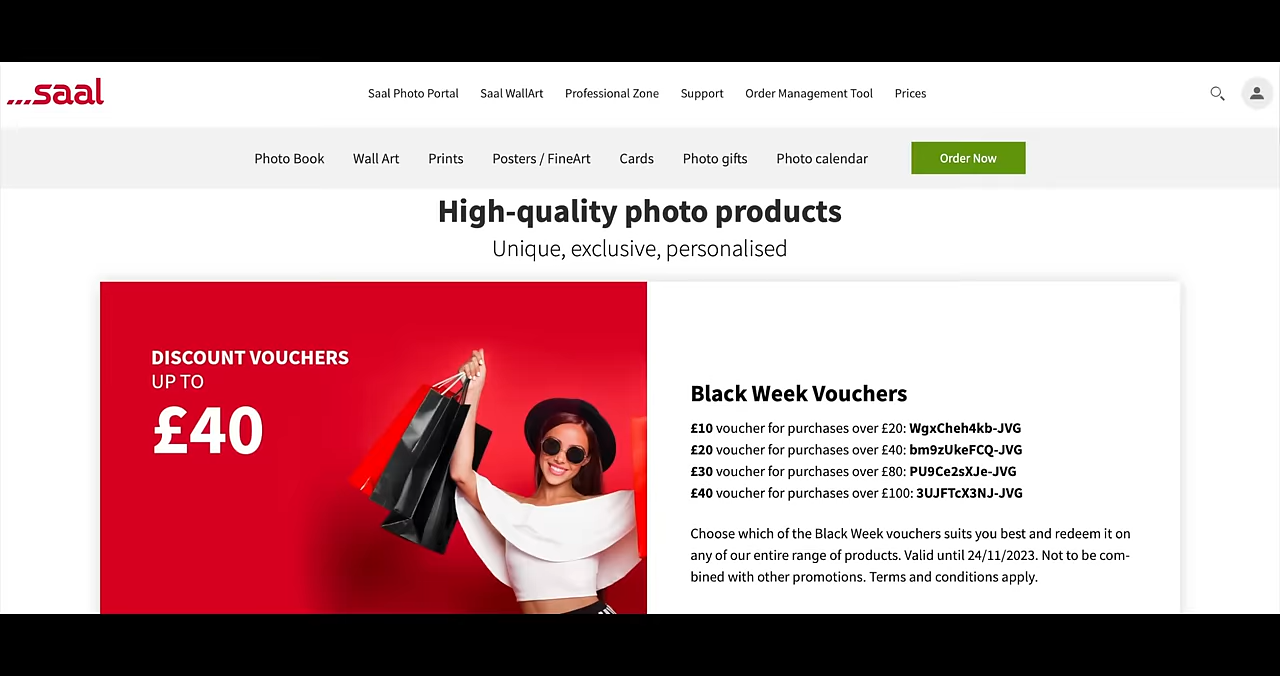 ...saal
Saal Photo Portal Saal WallArt Professional Zone Support Order Management Tool Prices
Photo Book Wall Art Prints Posters / FineArt Cards Photo gifts Photo calendar Order Now
High-quality photo products
Unique, exclusive, personalised
DISCOUNT VOUCHERS
UP TO
£40
Black Week Vouchers
£10 voucher for purchases over £20: WgxCheh4kb-JVG
£20 voucher for purchases over £40: bm9zUkeFCQ-JVG
£30 voucher for purchases over £80: PU9Ce2sXJe-JVG
£40 voucher for purchases over £100: 3UJFTcX3NJ-JVG
Choose which of the Black Week vouchers suits you best and redeem it on
any of our entire range of products. Valid until 24/11/2023. Not to be com-
bined with other promotions. Terms and conditions apply.